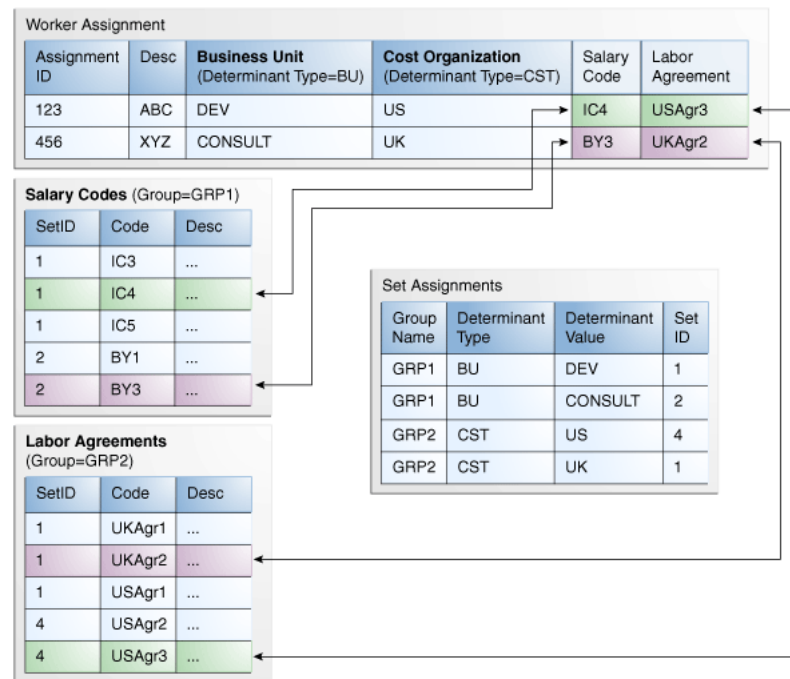 Worker Assignment
Assignment ID Desc Business Unit (Determinant Type=BU) Cost Organization (Determinant Type=CST) Salary Code Labor Agreement
123 ABC DEV US IC4 USAgr3
456 XYZ CONSULT UK BY3 UKAgr2
Salary Codes (Group=GRP1)
SetID Code Desc
1 IC3 ...
1 IC4 ...
1 IC5 ...
2 BY1 ...
2 BY3 ...
Set Assignments
Group Name Determinant Type Determinant Value Set ID
GRP1 BU DEV 1
GRP1 BU CONSULT 2
GRP2 CST US 4
GRP2 CST UK 1
Labor Agreements
(Group=GRP2)
SetID Code Desc
1 UKAgr1 ...
1 UKAgr2 ...
1 USAgr1 ...
4 USAgr2 ...
4 USAgr3 ...